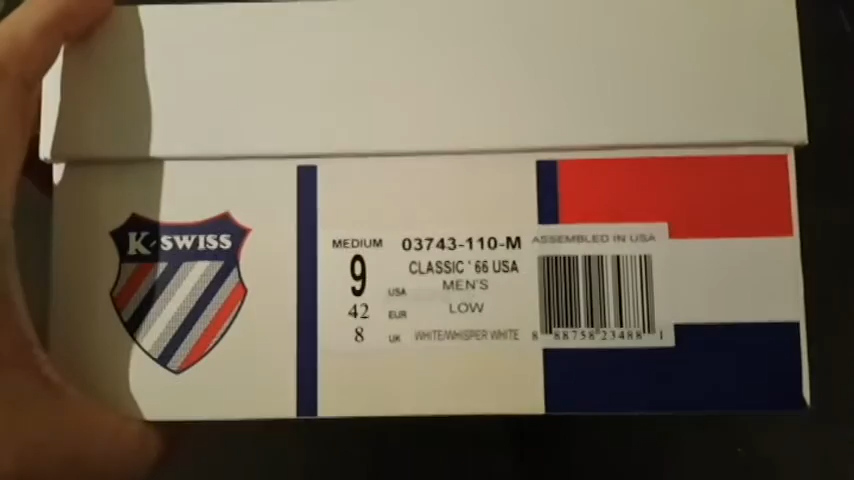 K-SWISS
MEDIUM 03743-110-M ASSEMBLED IN USA
CLASSIC '66 USA
9 USA MEN'S
42 EUR LOW
8 UK WHITE/WHISPER WHITE
8 88758 23488 1